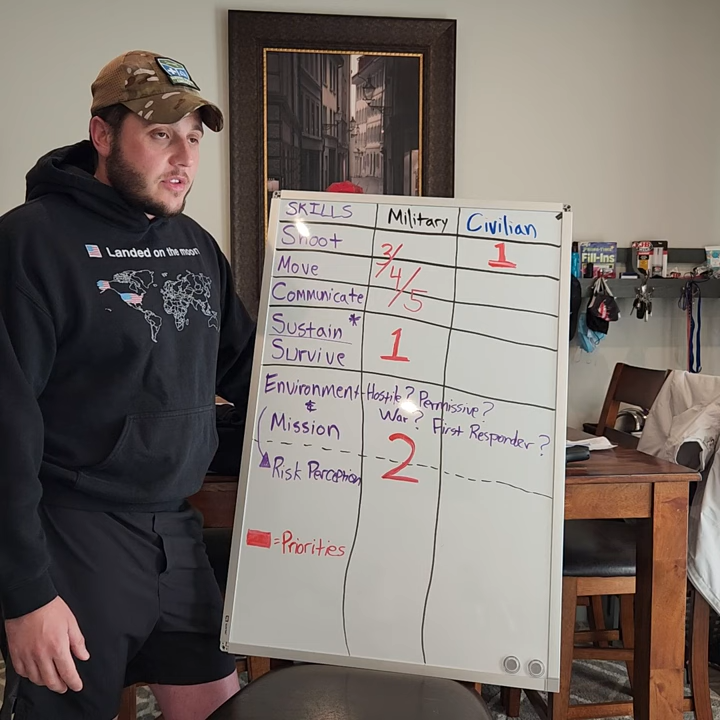 Landed on the moon
SKILLS Military Civilian
Shoot 3/ 1
Move 4/
Communicate 5
Sustain *
Survive 1
Environment - Hostile? Permissive?
& War? First Responder?
Mission
Risk Perception 2
= Priorities
Fill-Ins